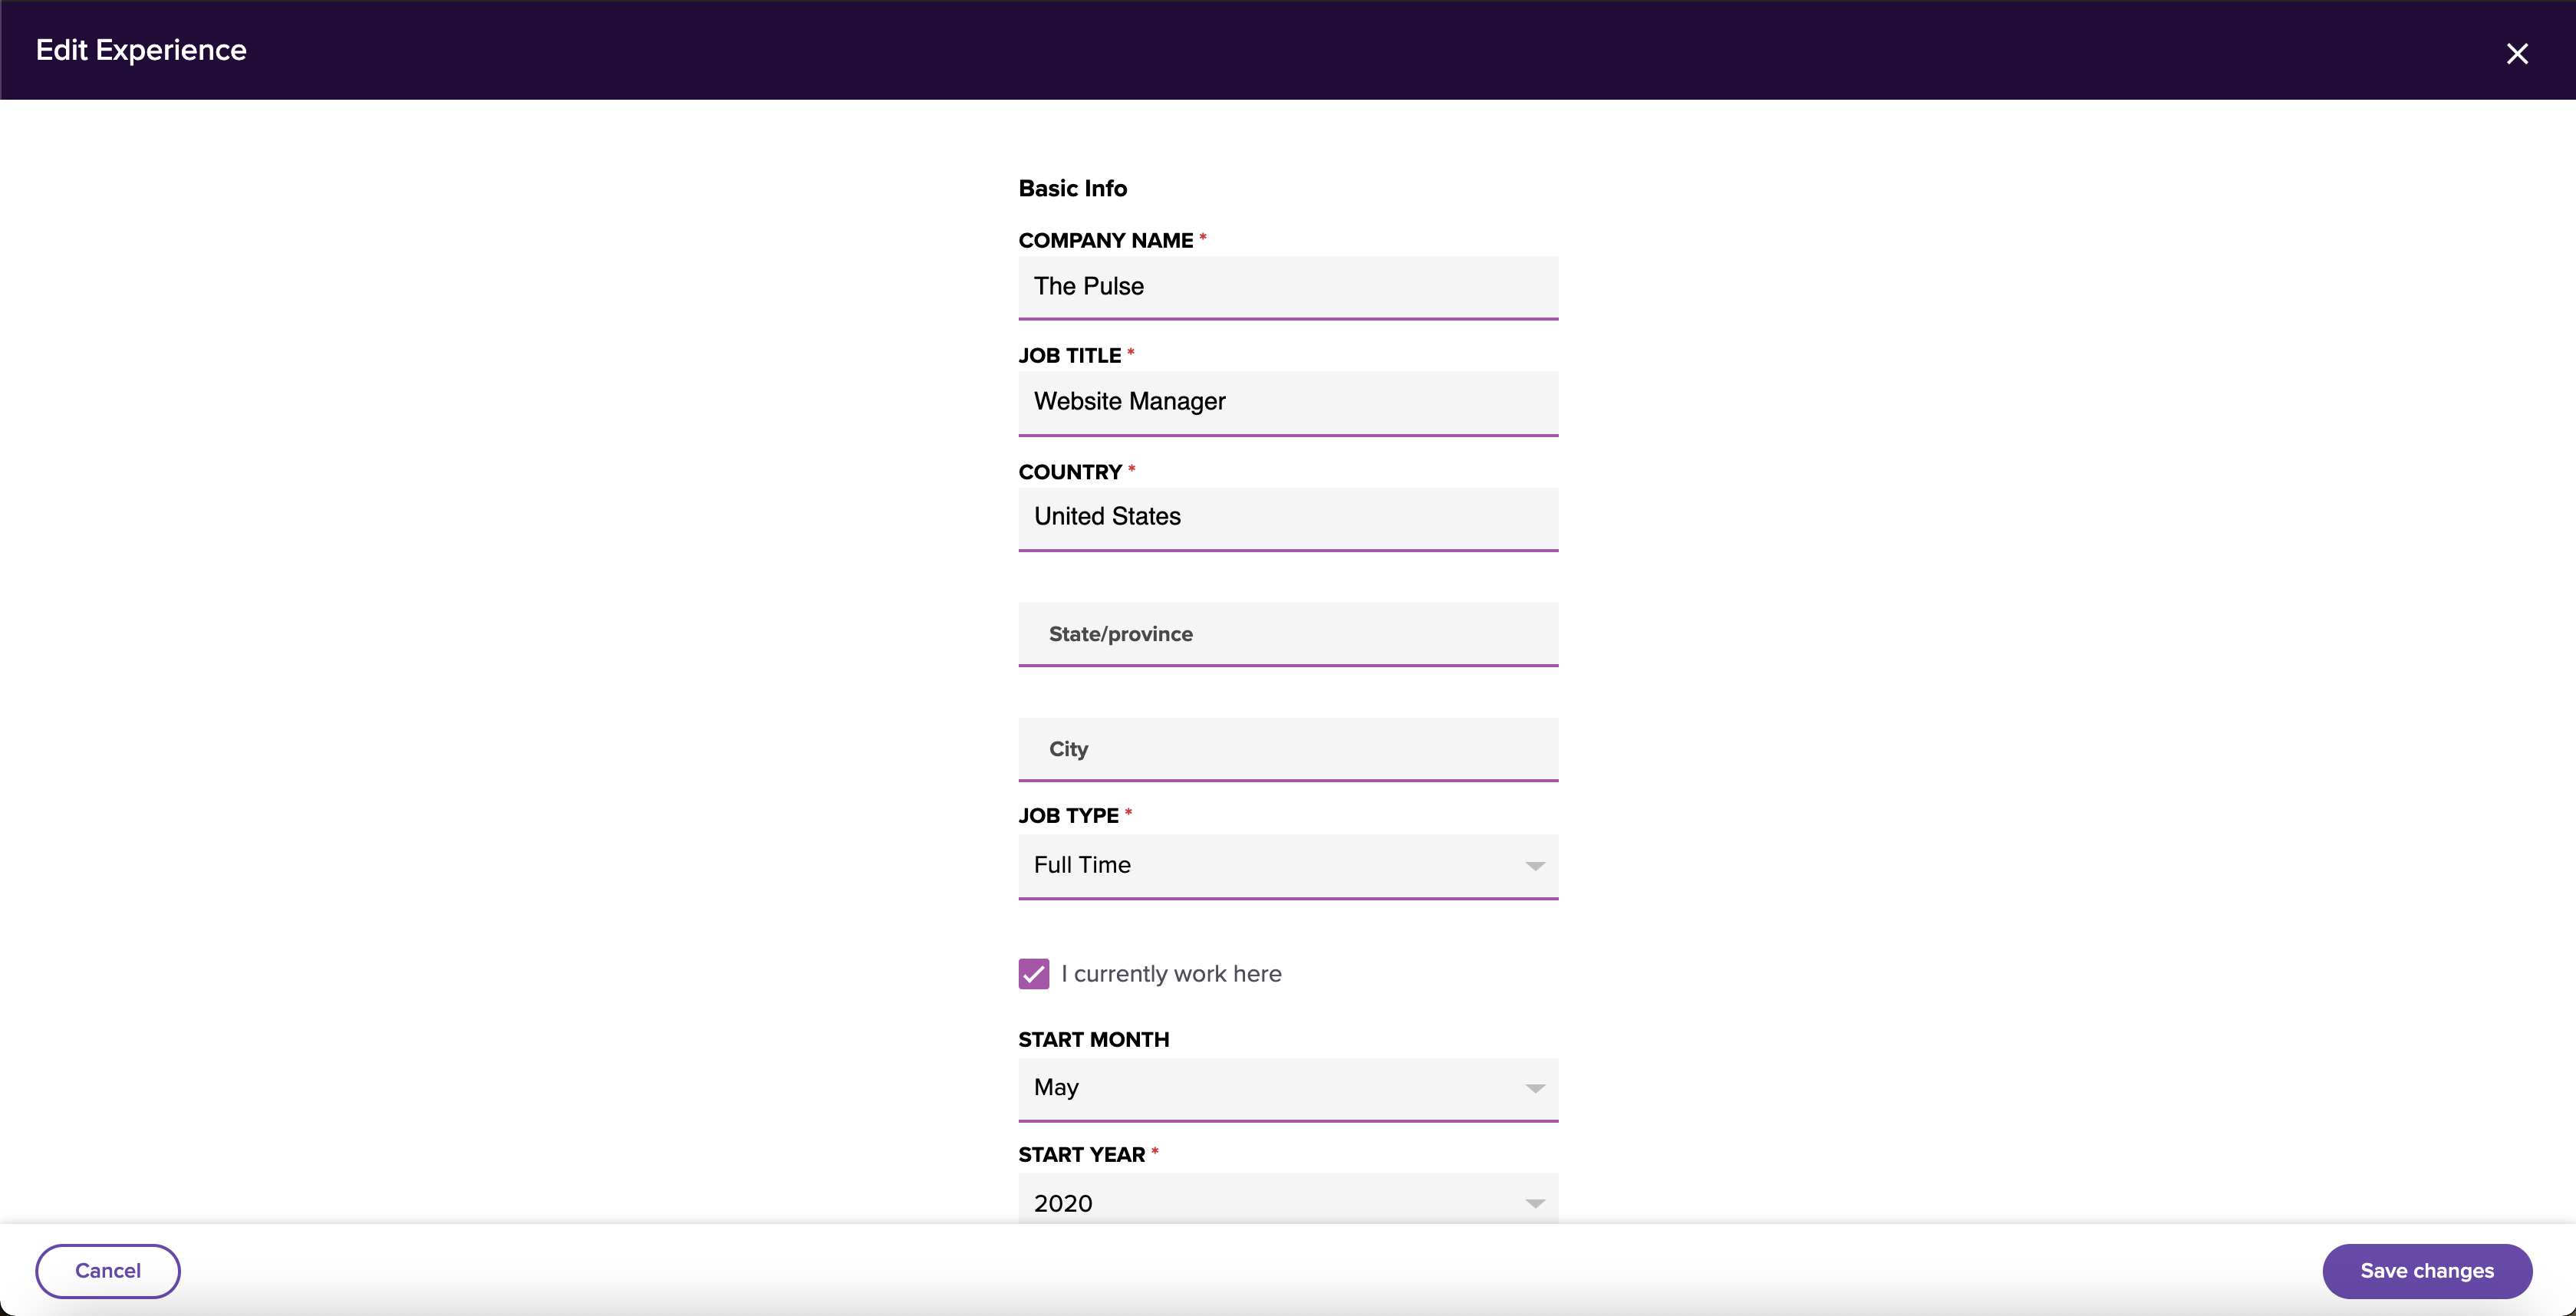 Edit Experience
Basic Info
COMPANY NAME *
The Pulse
JOB TITLE *
Website Manager
COUNTRY *
United States
State/province
City
JOB TYPE *
Full Time
I currently work here
START MONTH
May
START YEAR *
2020
Cancel
Save changes